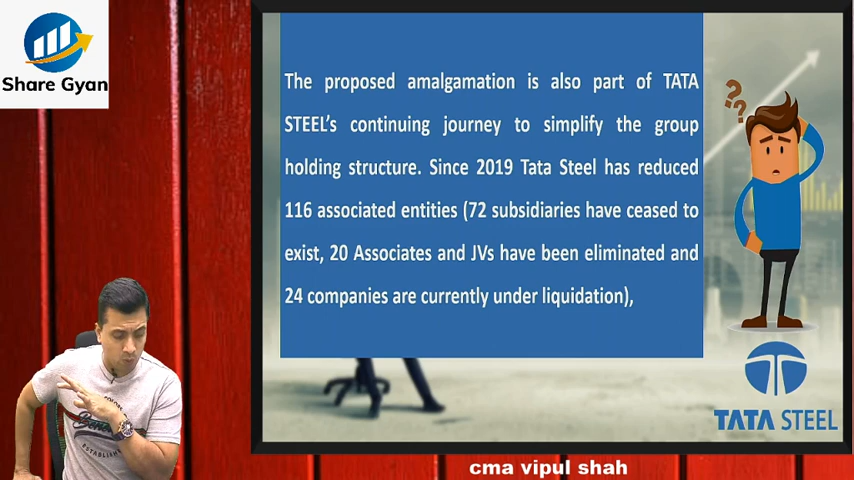 Share Gyan
The proposed amalgamation is also part of TATA
STEEL's continuing journey to simplify the group
holding structure. Since 2019 Tata Steel has reduced
116 associated entities (72 subsidiaries have ceased to
exist, 20 Associates and JVs have been eliminated and
24 companies are currently under liquidation),
??
TATA STEEL
ESTABLISHED
cma vipul shah